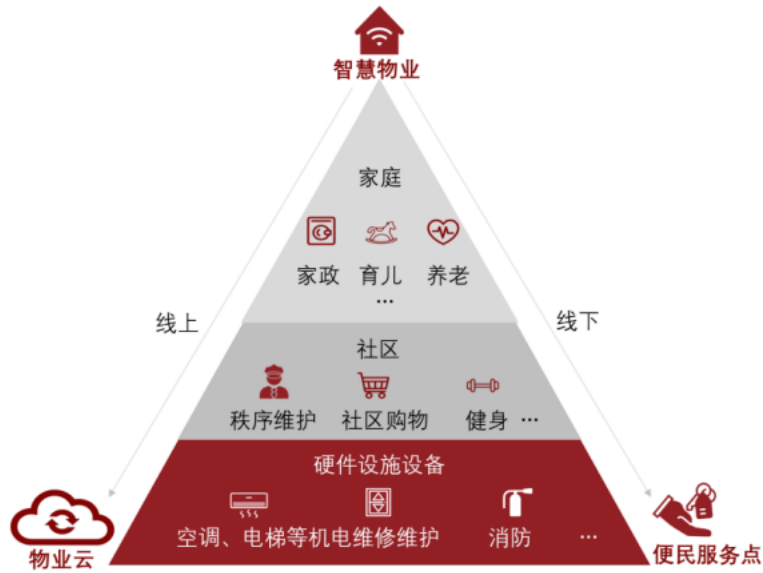 智慧物业
家庭
家政 育儿 养老
...
线上
线下
社区
秩序维护 社区购物 健身 ...
硬件设施设备
空调、电梯等机电维修维护 消防 ...
物业云
便民服务点